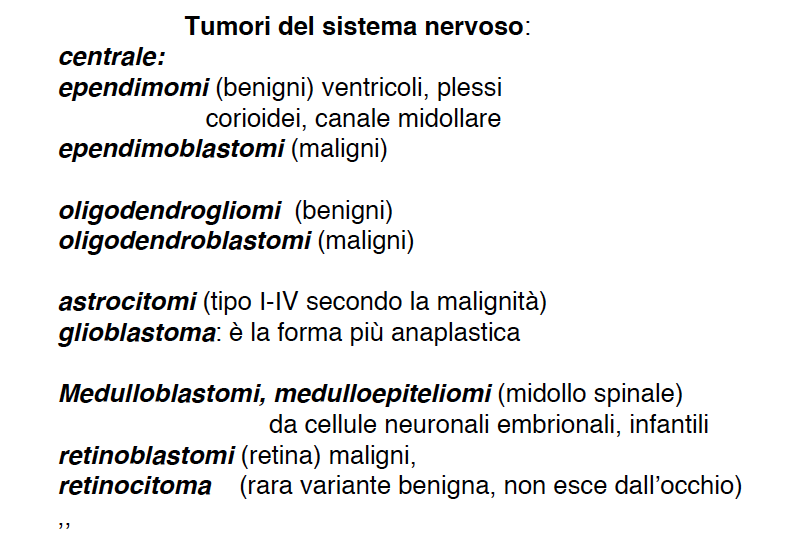 Tumori del sistema nervoso:
centrale:
ependimomi (benigni) ventricoli, plessi
corioidei, canale midollare
ependimoblastomi (maligni)
oligodendrogliomi (benigni)
oligodendroblastomi (maligni)
astrocitomi (tipo I-IV secondo la malignità)
glioblastoma: è la forma più anaplastica
Medulloblastomi, medulloepiteliomi (midollo spinale)
da cellule neuronali embrionali, infantili
retinoblastomi (retina) maligni,
retinocitoma (rara variante benigna, non esce dall’occhio)
,,